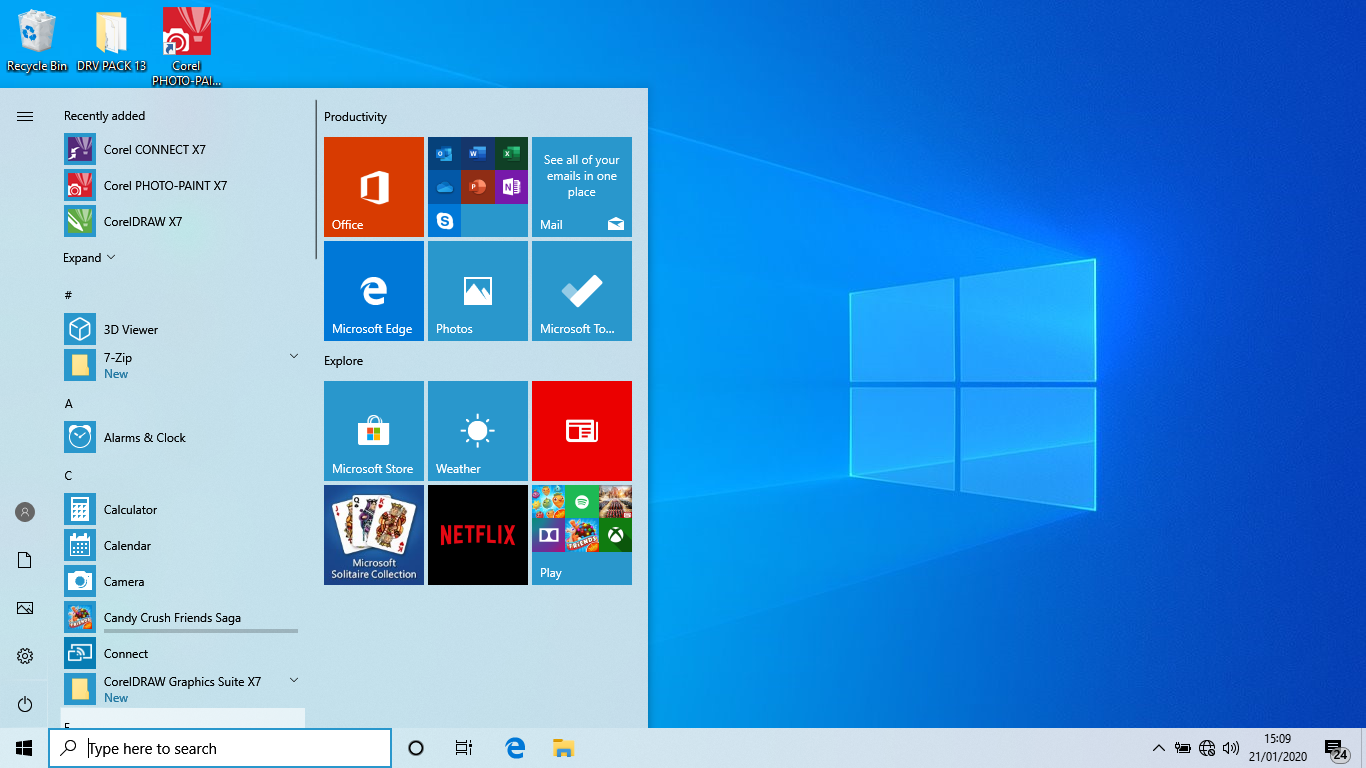 Recycle Bin
DRV PACK 13
Corel
PHOTO-PAI...
Recently added
Corel CONNECT X7
Corel PHOTO-PAINT X7
CorelDRAW X7
Expand
#
3D Viewer
7-Zip
New
A
Alarms & Clock
C
Calculator
Calendar
Camera
Candy Crush Friends Saga
Connect
CorelDRAW Graphics Suite X7
New
Productivity
Office
See all of your
emails in one
place
Mail
Microsoft Edge
Photos
Microsoft To...
Explore
Microsoft Store
Weather
Microsoft
Solitaire Collection
NETFLIX
FRIENDS
Play
Type here to search
15:09
21/01/2020
24